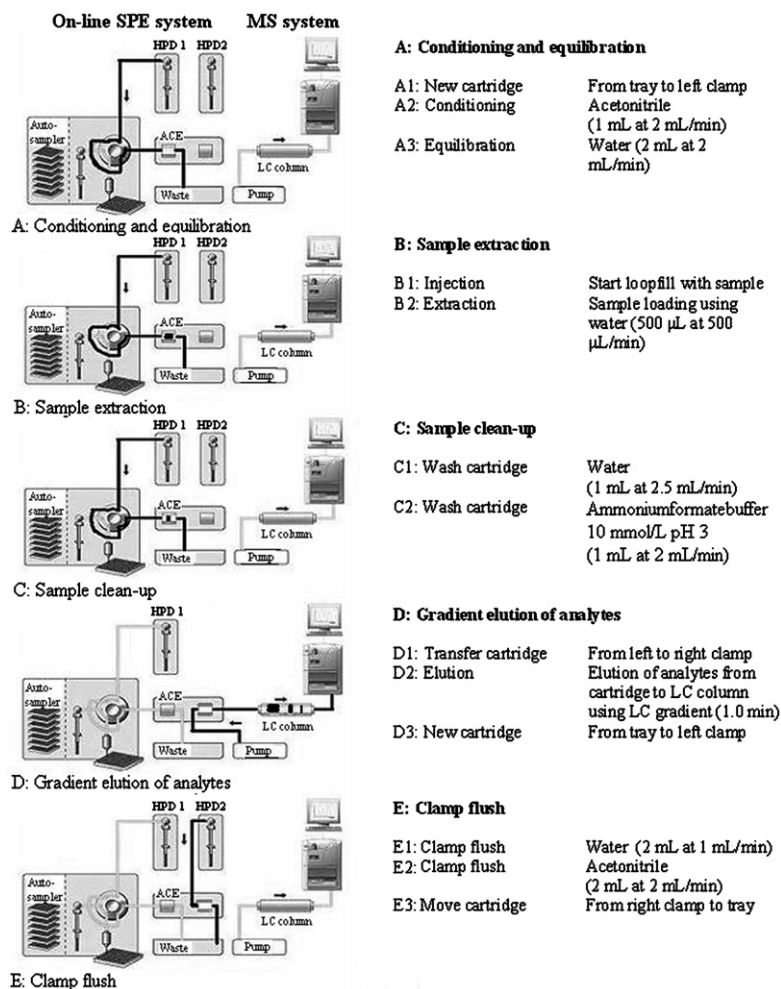 On-line SPE system MS system
HPD 1 HPD2
Auto-
sampler
ACE
LC column
Waste
Pump
A: Conditioning and equilibration
HPD 1 HPD2
Auto-
sampler
ACE
LC column
Waste
Pump
B: Sample extraction
HPD 1 HPD2
Auto-
sampler
ACE
LC column
Waste
Pump
C: Sample clean-up
HPD 1
Auto-
sampler
ACE
LC column
Waste
Pump
D: Gradient elution of analytes
HPD 1 HPD2
Auto-
sampler
ACE
LC column
Waste
Pump
E: Clamp flush
A: Conditioning and equilibration
A1: New cartridge From tray to left clamp
A2: Conditioning Acetonitrile
(1 mL at 2 mL/min)
A3: Equilibration Water (2 mL at 2
mL/min)
B: Sample extraction
B1: Injection Start loopfill with sample
B2: Extraction Sample loading using
water (500 µL at 500
µL/min)
C: Sample clean-up
C1: Wash cartridge Water
(1 mL at 2.5 mL/min)
C2: Wash cartridge Ammoniumformatebuffer
10 mmol/L pH 3
(1 mL at 2 mL/min)
D: Gradient elution of analytes
D1: Transfer cartridge From left to right clamp
D2: Elution Elution of analytes from
cartridge to LC column
using LC gradient (1.0 min)
D3: New cartridge From tray to left clamp
E: Clamp flush
E1: Clamp flush Water (2 mL at 1 mL/min)
E2: Clamp flush Acetonitrile
(2 mL at 2 mL/min)
E3: Move cartridge From right clamp to tray